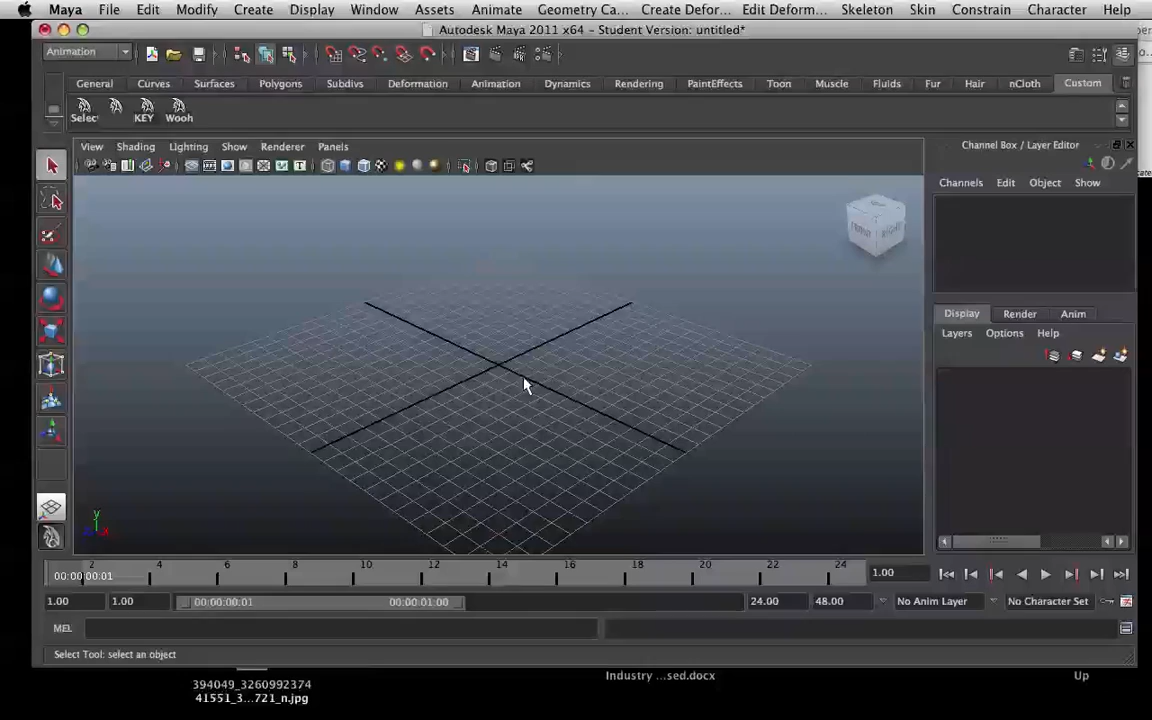 Maya File Edit Modify Create Display Window Assets Animate Geometry Ca... Create Defor... Edit Deform... Skeleton Skin Constrain Character Help
Autodesk Maya 2011 x64 - Student Version: untitled*
Animation
General Curves Surfaces Subdivs Polygons Deformation Animation Dynamics Rendering PaintEffects Toon Muscle Fluids Fur Hair nCloth Custom
Selec KEY Wooh
View Shading Lighting Show Renderer Panels
Channel Box / Layer Editor
Channels Edit Object Show
FRONT RIGHT
Display Render Anim
Layers Options Help
y
x
2 4 6 8 10 12 14 16 18 20 22 24
00:00:00:01
1.00
1.00 1.00 00:00:00:01 00:00:01:00 24.00 48.00 No Anim Layer No Character Set
MEL
Select Tool: select an object
394049_3260992374
41551_3...721_n.jpg
Industry ...sed.docx
Up